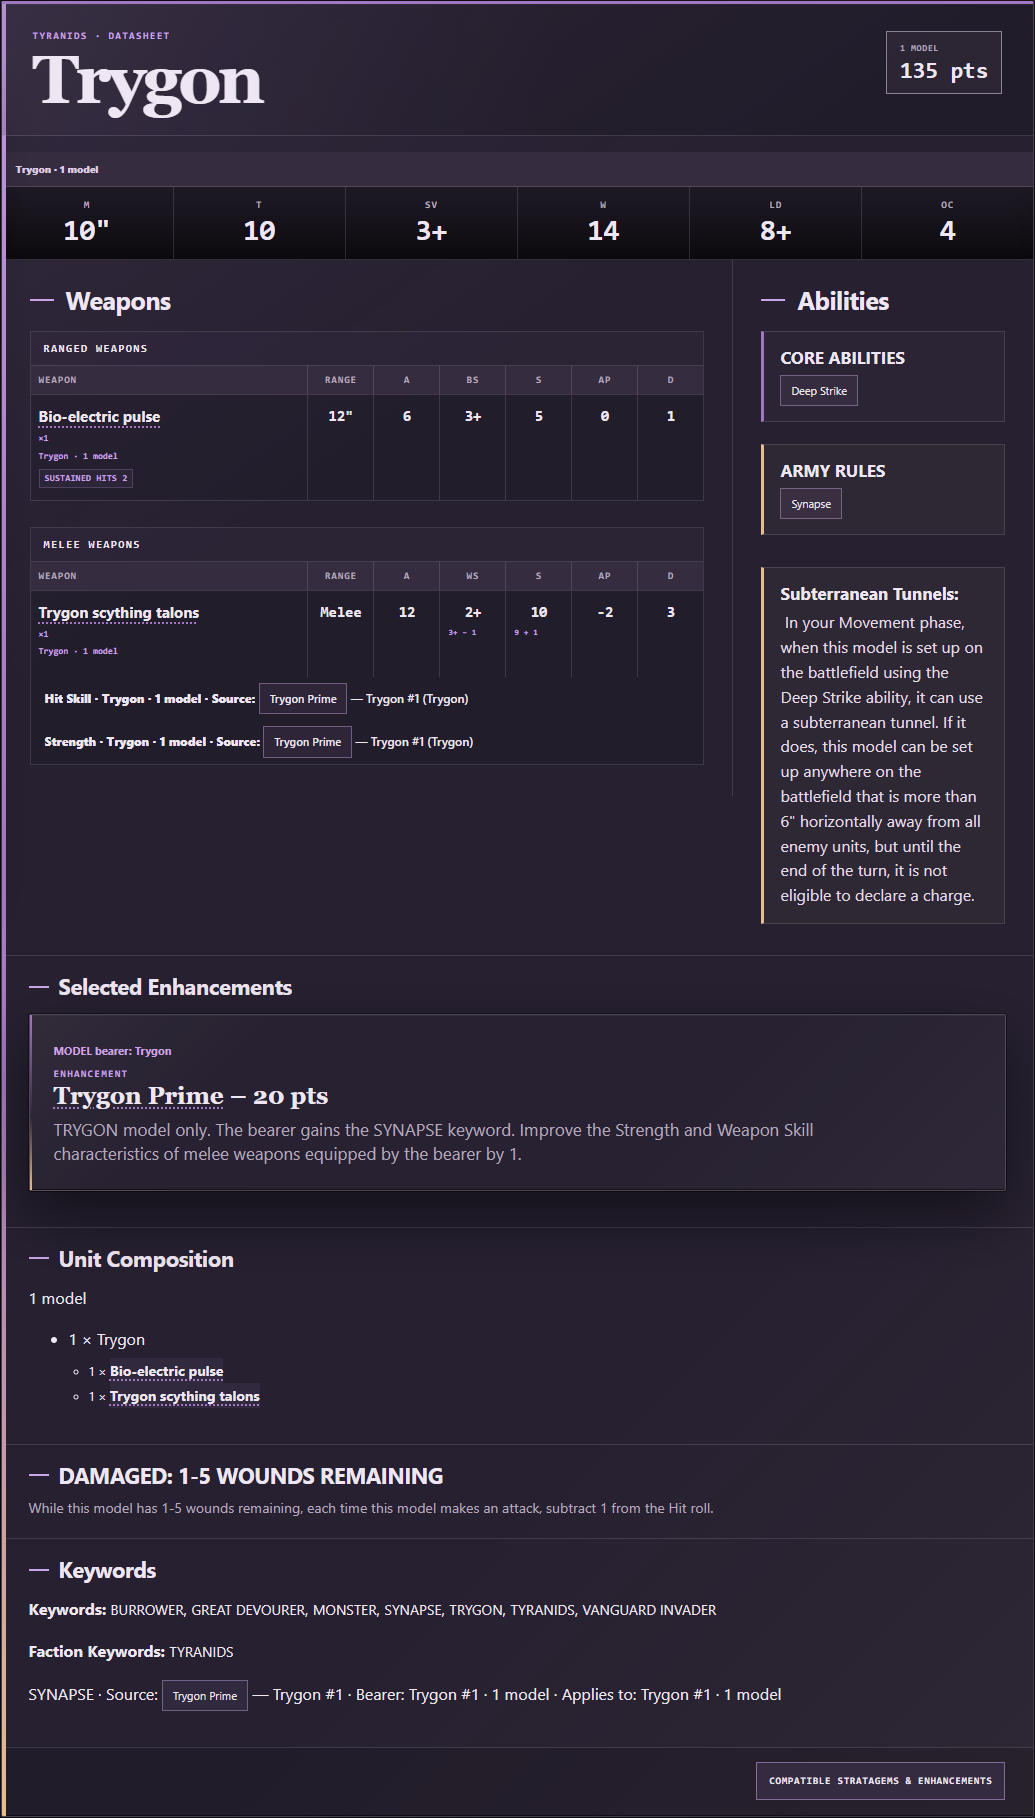 TYRANIDS · DATASHEET
Trygon
1 MODEL
135 pts
Trygon · 1 model
M T SV W LD OC
10" 10 3+ 14 8+ 4
— Weapons
RANGED WEAPONS
WEAPON RANGE A BS S AP D
Bio-electric pulse 12" 6 3+ 5 0 1
×1
Trygon · 1 model
SUSTAINED HITS 2
MELEE WEAPONS
WEAPON RANGE A WS S AP D
Trygon scything talons Melee 12 2+ 10 -2 3
×1 3+ − 1 9 + 1
Trygon · 1 model
Hit Skill · Trygon · 1 model · Source: Trygon Prime — Trygon #1 (Trygon)
Strength · Trygon · 1 model · Source: Trygon Prime — Trygon #1 (Trygon)
— Abilities
CORE ABILITIES
Deep Strike
ARMY RULES
Synapse
Subterranean Tunnels:
In your Movement phase,
when this model is set up on
the battlefield using the
Deep Strike ability, it can use
a subterranean tunnel. If it
does, this model can be set
up anywhere on the
battlefield that is more than
6" horizontally away from all
enemy units, but until the
end of the turn, it is not
eligible to declare a charge.
— Selected Enhancements
MODEL bearer: Trygon
ENHANCEMENT
Trygon Prime — 20 pts
TRYGON model only. The bearer gains the SYNAPSE keyword. Improve the Strength and Weapon Skill
characteristics of melee weapons equipped by the bearer by 1.
— Unit Composition
1 model
• 1 × Trygon
◦ 1 × Bio-electric pulse
◦ 1 × Trygon scything talons
— DAMAGED: 1-5 WOUNDS REMAINING
While this model has 1-5 wounds remaining, each time this model makes an attack, subtract 1 from the Hit roll.
— Keywords
Keywords: BURROWER, GREAT DEVOURER, MONSTER, SYNAPSE, TRYGON, TYRANIDS, VANGUARD INVADER
Faction Keywords: TYRANIDS
SYNAPSE · Source: Trygon Prime — Trygon #1 · Bearer: Trygon #1 · 1 model · Applies to: Trygon #1 · 1 model
COMPATIBLE STRATAGEMS & ENHANCEMENTS